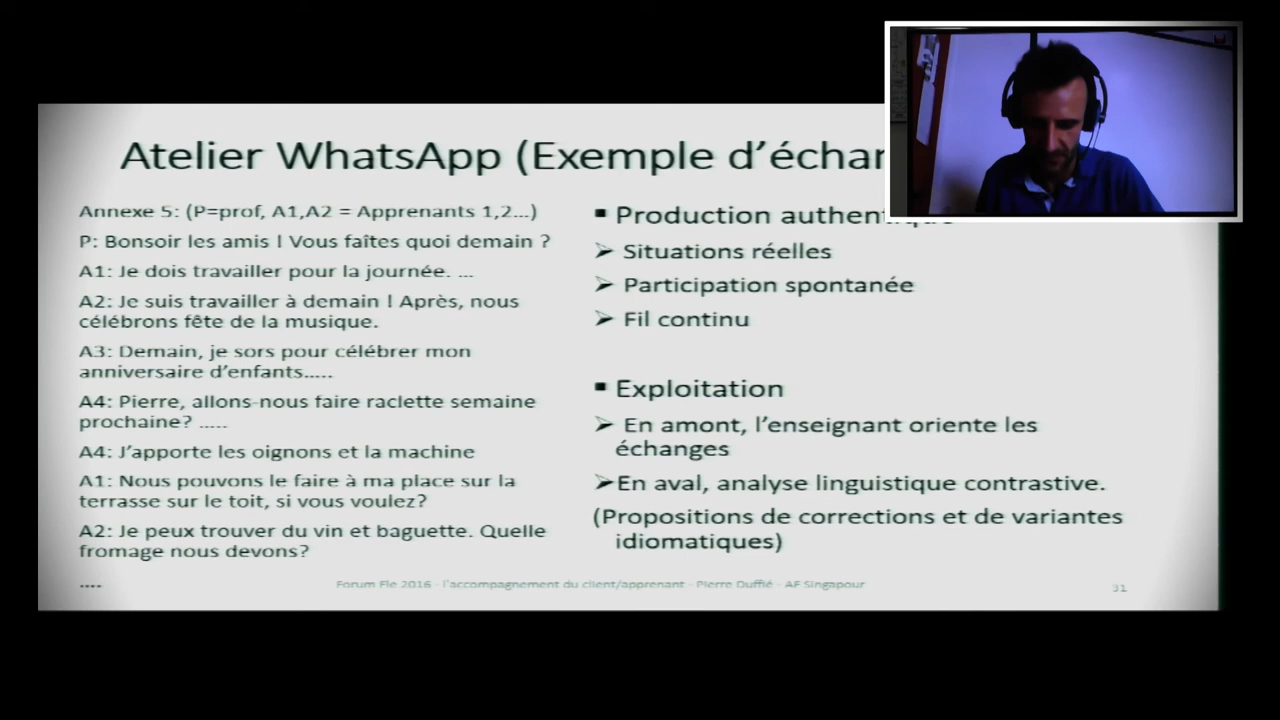 Atelier WhatsApp (Exemple d'échan
Annexe 5: (P=prof, A1,A2 = Apprenants 1,2...)
P: Bonsoir les amis ! Vous faîtes quoi demain ?
A1: Je dois travailler pour la journée. ...
A2: Je suis travailler à demain ! Après, nous
célébrons fête de la musique.
A3: Demain, je sors pour célébrer mon
anniversaire d'enfants.....
A4: Pierre, allons-nous faire raclette semaine
prochaine? .....
A4: J'apporte les oignons et la machine
A1: Nous pouvons le faire à ma place sur la
terrasse sur le toit, si vous voulez?
A2: Je peux trouver du vin et baguette. Quelle
fromage nous devons?
....
▪ Production authentique
➢ Situations réelles
➢ Participation spontanée
➢ Fil continu
▪ Exploitation
➢ En amont, l'enseignant oriente les
échanges
➢ En aval, analyse linguistique contrastive.
(Propositions de corrections et de variantes
idiomatiques)
Forum Fle 2016 - l'accompagnement du client/apprenant - Pierre Duffié - AF Singapour
31